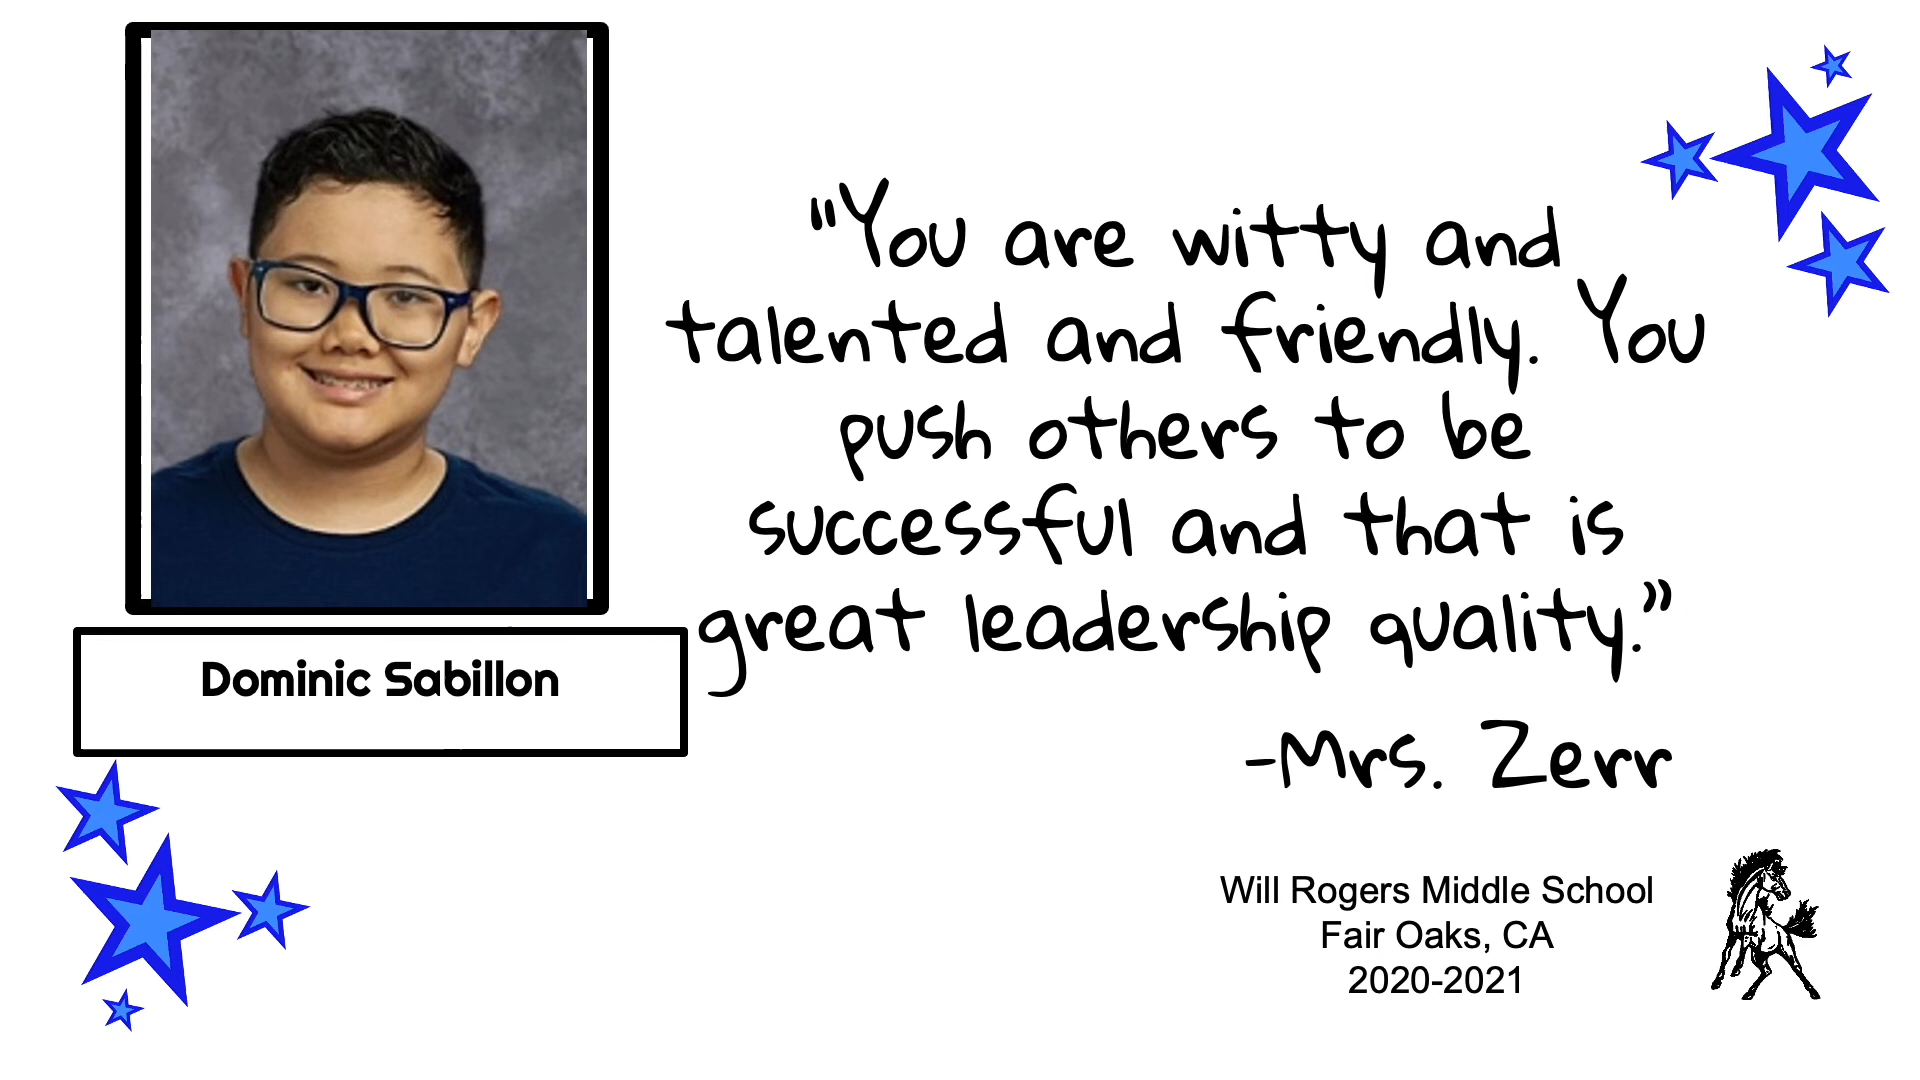 Dominic Sabillon
"You are witty and
talented and friendly. You
push others to be
successful and that is
great leadership quality.”
-Mrs. Zerr
Will Rogers Middle School
Fair Oaks, CA
2020-2021